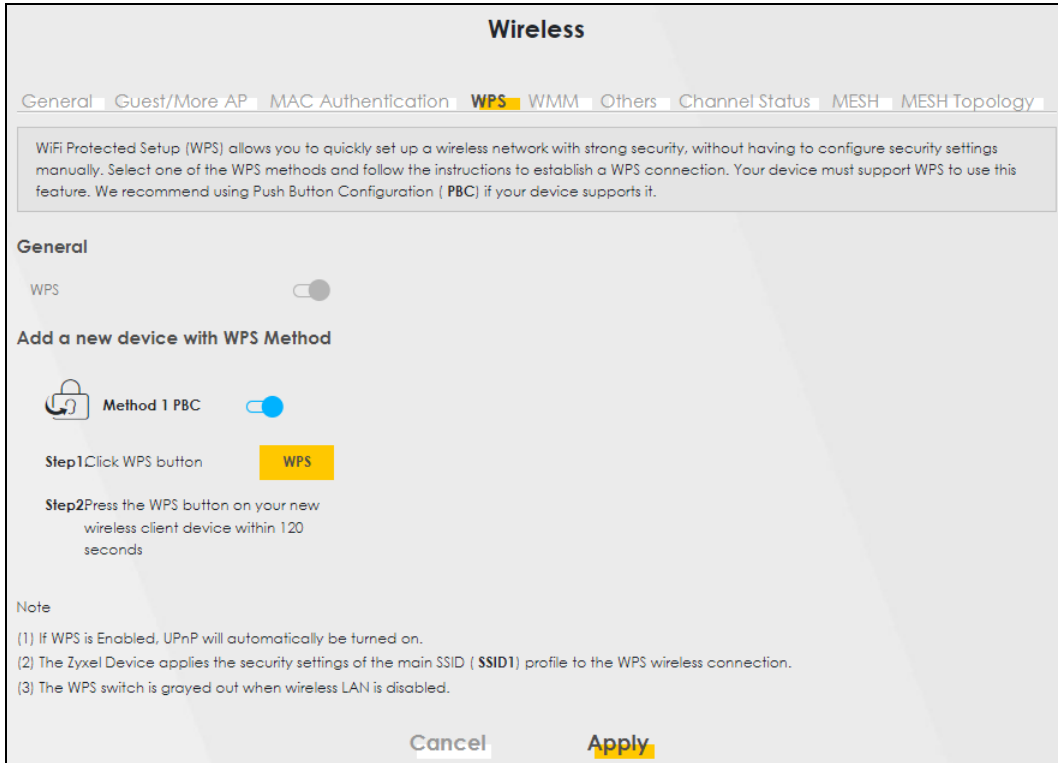 Wireless
General Guest/More AP MAC Authentication WPS WMM Others Channel Status MESH MESH Topology
WiFi Protected Setup (WPS) allows you to quickly set up a wireless network with strong security, without having to configure security settings
manually. Select one of the WPS methods and follow the instructions to establish a WPS connection. Your device must support WPS to use this
feature. We recommend using Push Button Configuration ( PBC) if your device supports it.
General
WPS
Add a new device with WPS Method
Method 1 PBC
Step1.Click WPS button WPS
Step2Press the WPS button on your new
wireless client device within 120
seconds
Note
(1) If WPS is Enabled, UPnP will automatically be turned on.
(2) The Zyxel Device applies the security settings of the main SSID ( SSID1) profile to the WPS wireless connection.
(3) The WPS switch is grayed out when wireless LAN is disabled.
Cancel Apply